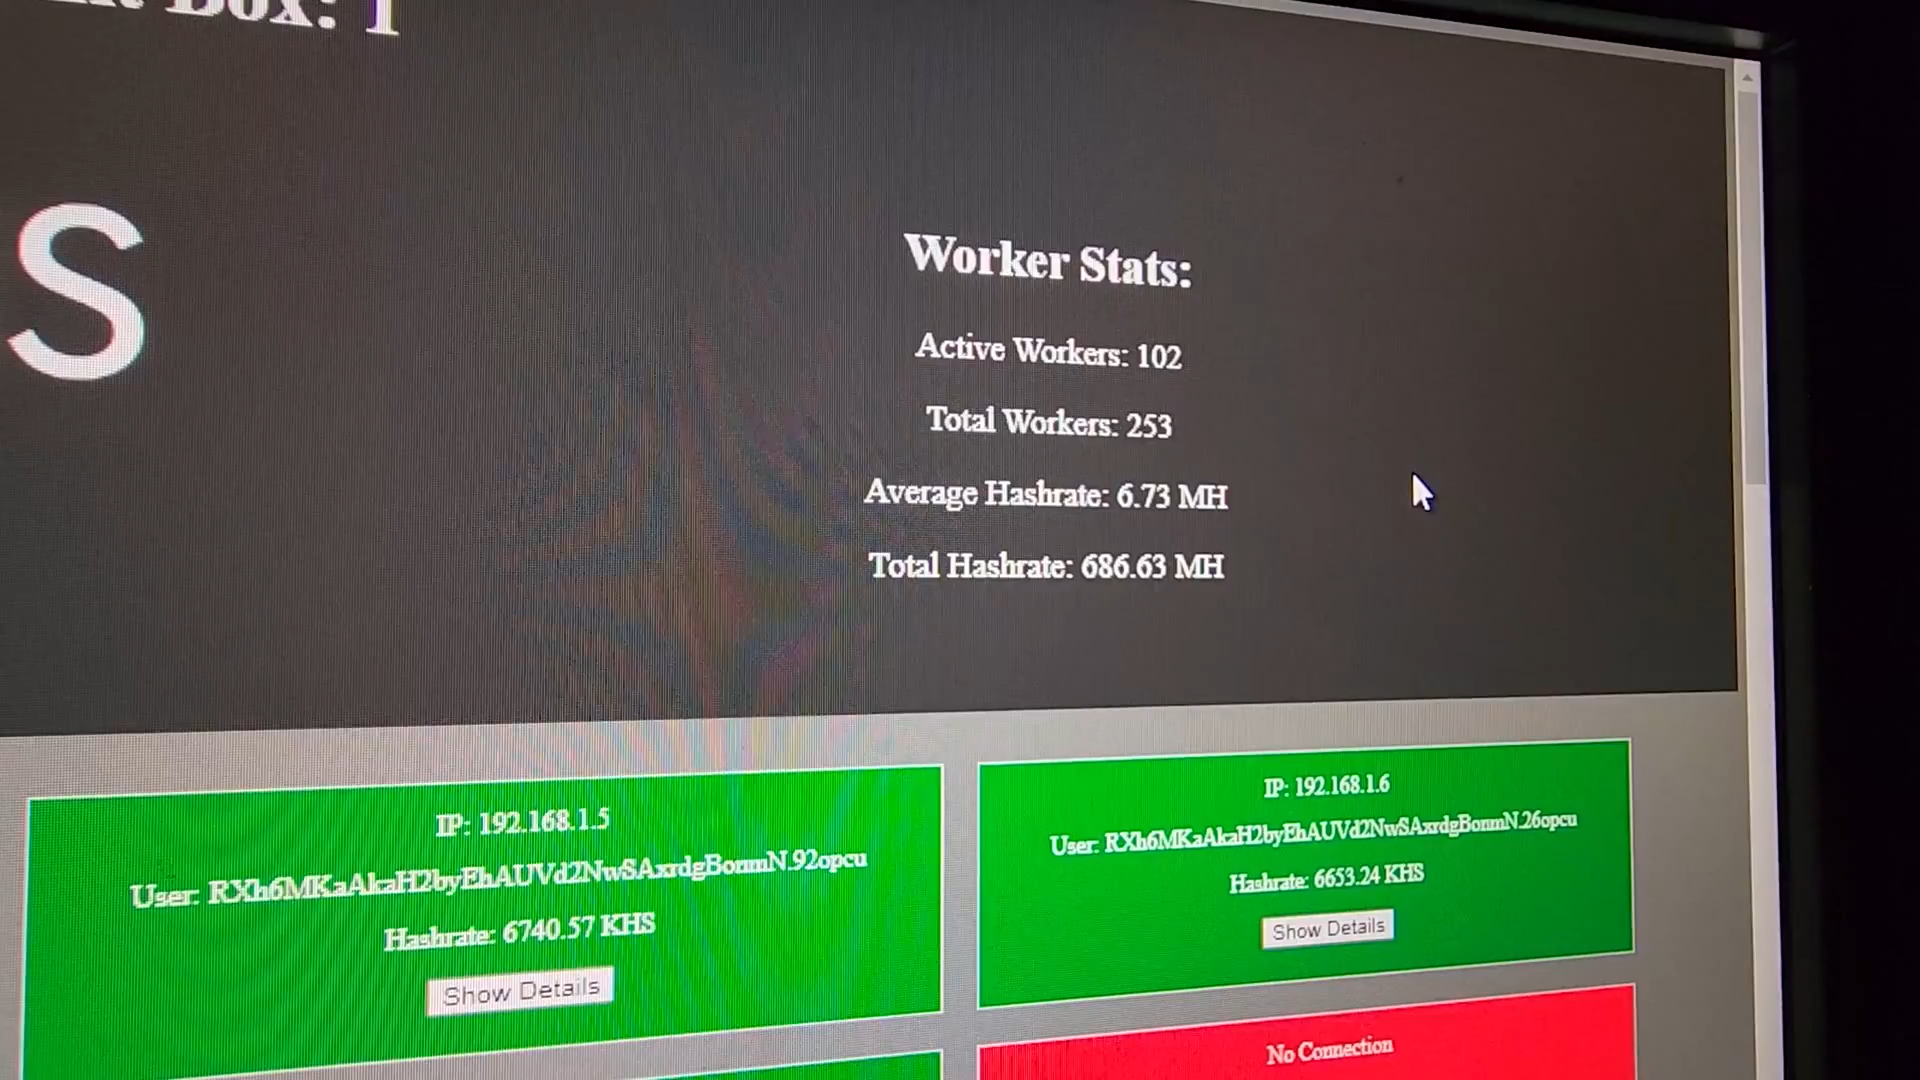 Box: 1
S
Worker Stats:
Active Workers: 102
Total Workers: 253
Average Hashrate: 6.73 MH
Total Hashrate: 686.63 MH
IP: 192.168.1.5
User: RXh6MKaAkaH2byEhAUVd2NwSAxrdgBonmN.92opcu
Hashrate: 6740.57 KHS
Show Details
IP: 192.168.1.6
User: RXh6MKaAkaH2byEhAUVd2NwSAxrdgBonmN.26opcu
Hashrate: 6653.24 KHS
Show Details
No Connection